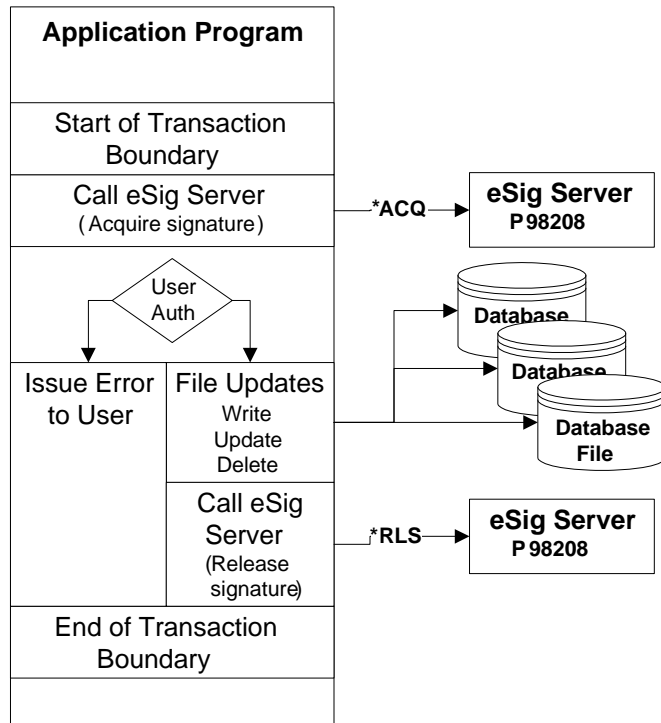 Application Program
Start of Transaction
Boundary
Call eSig Server
(Acquire signature)
*ACQ
eSig Server
P98208
User
Auth
Issue Error
to User
File Updates
Write
Update
Delete
Database
Database
Database
File
Call eSig
Server
(Release
signature)
*RLS
eSig Server
P98208
End of Transaction
Boundary